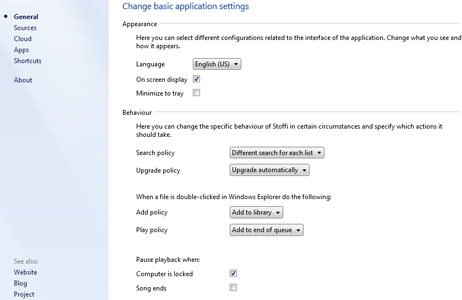 Change basic application settings
General
Sources
Cloud
Apps
Shortcuts
About
Appearance
Here you can select different configurations related to the interface of the application. Change what you see and
how it appears.
Language English (US)
On screen display
Minimize to tray
Behaviour
Here you can change the specific behaviour of Stoffi in certain circumstances and specify which actions it
should take.
Search policy Different search for each list
Upgrade policy Upgrade automatically
When a file is double-clicked in Windows Explorer do the following:
Add policy Add to library
Play policy Add to end of queue
Pause playback when:
Computer is locked
Song ends
See also:
Website
Blog
Project